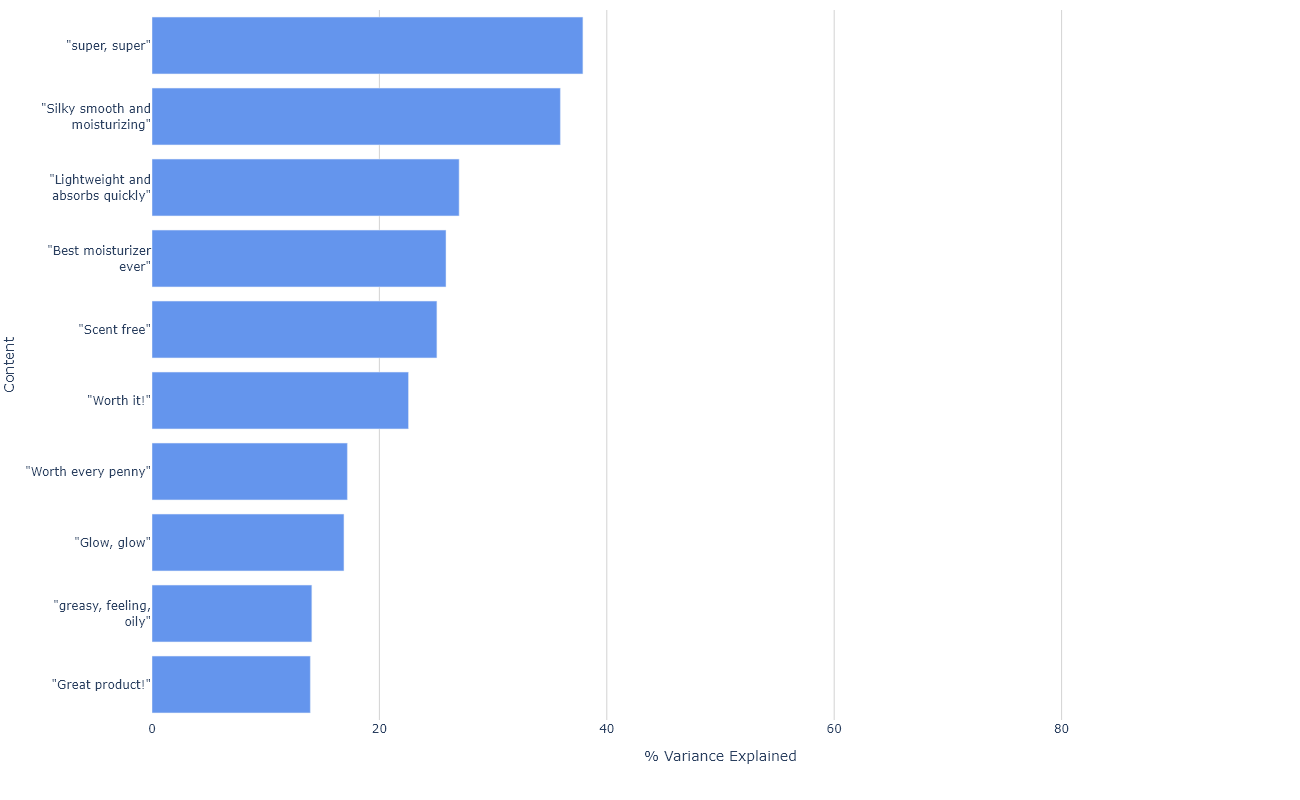 "super, super"
"Silky smooth and
moisturizing"
"Lightweight and
absorbs quickly"
"Best moisturizer
ever"
"Scent free"
"Worth it!"
"Worth every penny"
"Glow, glow"
"greasy, feeling,
oily"
"Great product!"
Content
0 20 40 60 80
% Variance Explained